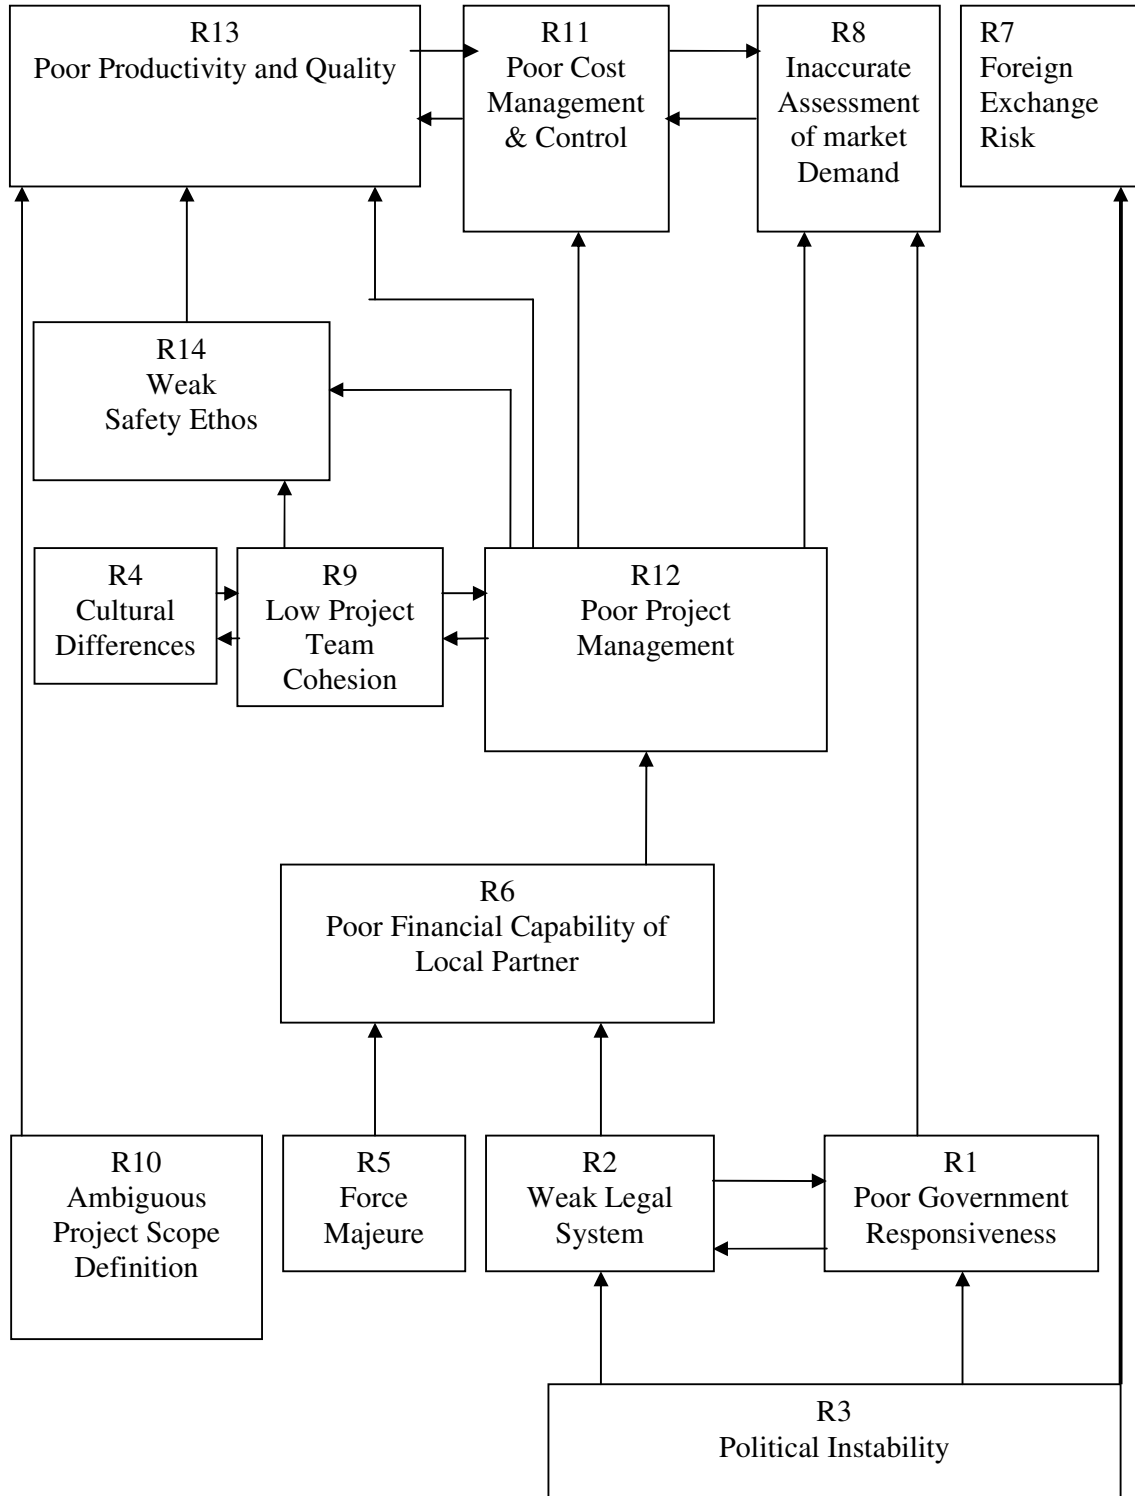 R13
Poor Productivity and Quality
R11
Poor Cost
Management
& Control
R8
Inaccurate
Assessment
of market
Demand
R7
Foreign
Exchange
Risk
R14
Weak
Safety Ethos
R4
Cultural
Differences
R9
Low Project
Team
Cohesion
R12
Poor Project
Management
R6
Poor Financial Capability of
Local Partner
R10
Ambiguous
Project Scope
Definition
R5
Force
Majeure
R2
Weak Legal
System
R1
Poor Government
Responsiveness
R3
Political Instability